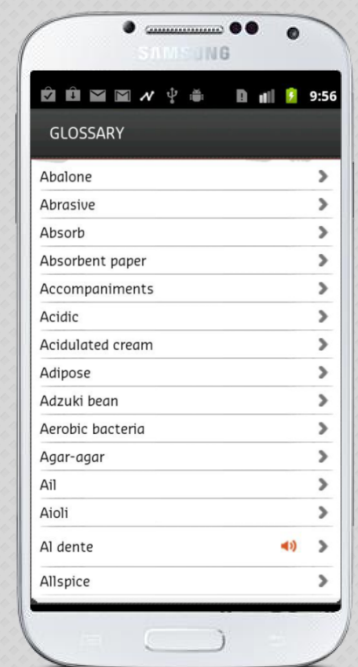 SAMSUNG
9:56
GLOSSARY
Abalone
Abrasive
Absorb
Absorbent paper
Accompaniments
Acidic
Acidulated cream
Adipose
Adzuki bean
Aerobic bacteria
Agar-agar
Ail
Aioli
Al dente
Allspice